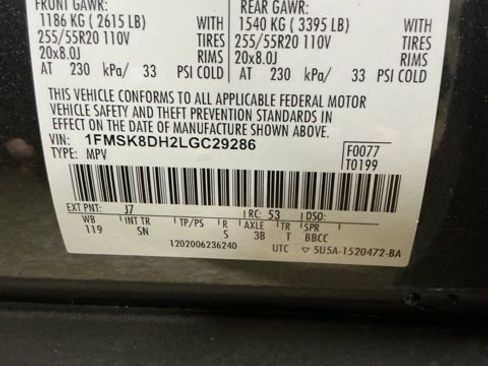 FRONT GAWR: REAR GAWR:
1186 KG ( 2615 LB) WITH 1540 KG ( 3395 LB) WITH
255/55R20 110V TIRES 255/55R20 110V TIRES
20x8.0J RIMS 20x8.0J RIMS
AT 230 kPa/ 33 PSI COLD AT 230 kPa/ 33 PSI COLD
THIS VEHICLE CONFORMS TO ALL APPLICABLE FEDERAL MOTOR
VEHICLE SAFETY AND THEFT PREVENTION STANDARDS IN
EFFECT ON THE DATE OF MANUFACTURE SHOWN ABOVE.
VIN: 1FMSK8DH2LGC29286 F0077
TYPE: MPV T0199
EXT PNT: J7 RC: 53 DSO:
WB INT TR TP/PS R AXLE TR SPR
119 SN S 3B T BBCC
1202006236240 UTC ▽ 5U5A-1520472-BA